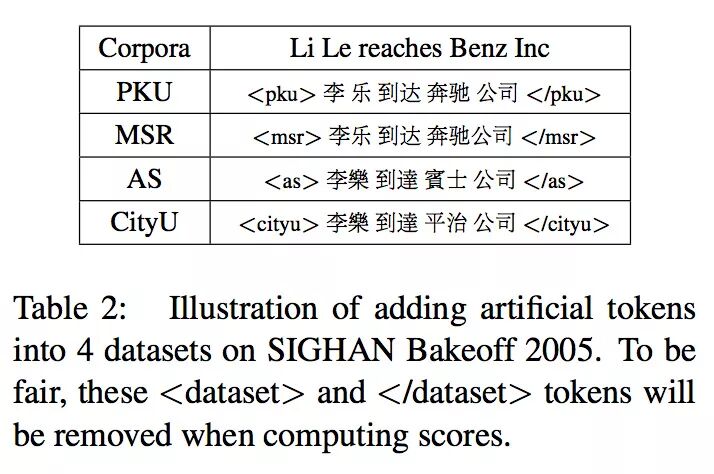 Corpora Li Le reaches Benz Inc
PKU <pku> 李 乐 到达 奔驰 公司 </pku>
MSR <msr> 李乐 到达 奔驰公司 </msr>
AS <as> 李樂 到達 賓士 公司 </as>
CityU <cityu> 李樂 到達 平治 公司 </cityu>
Table 2: Illustration of adding artificial tokens
into 4 datasets on SIGHAN Bakeoff 2005. To be
fair, these <dataset> and </dataset> tokens will
be removed when computing scores.